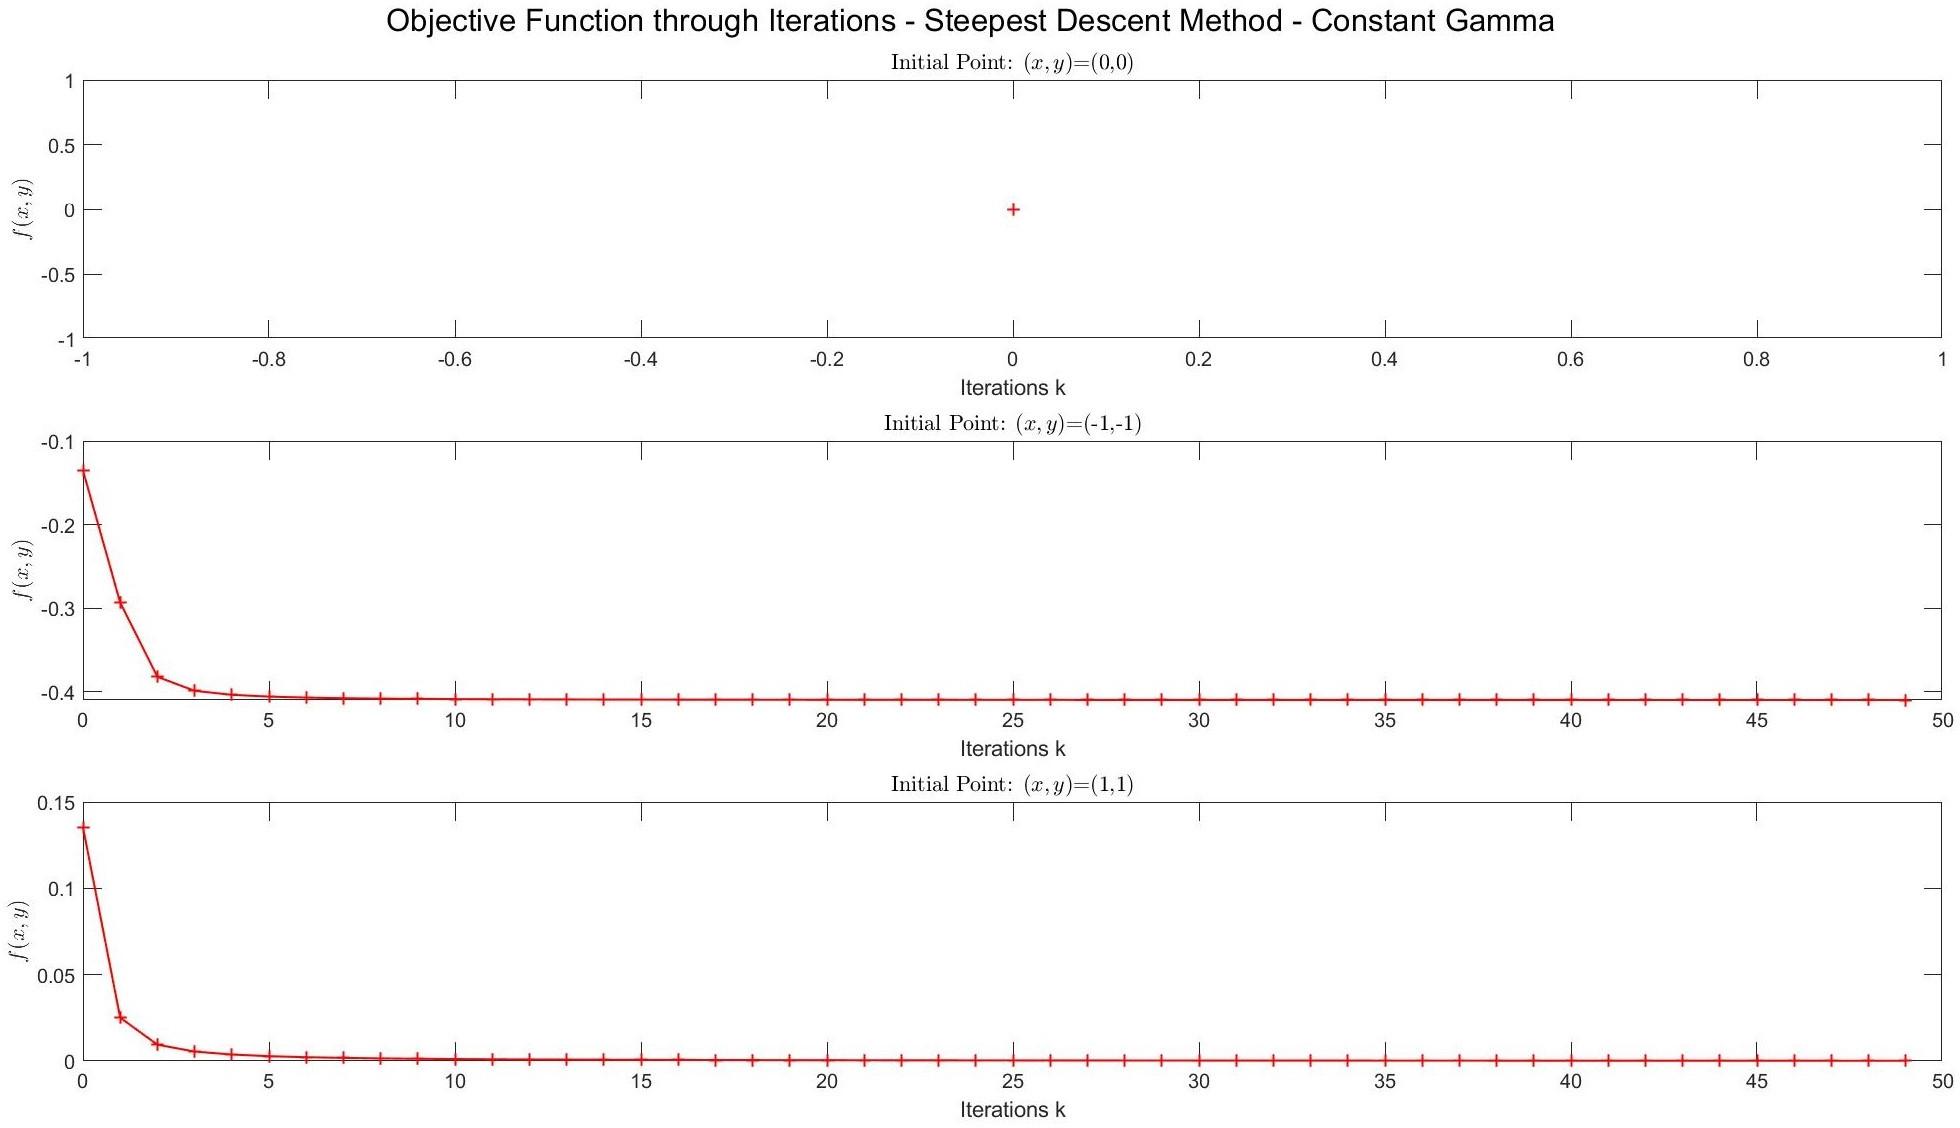 Objective Function through Iterations - Steepest Descent Method - Constant Gamma
Initial Point: (x, y)=(0,0)
1
0.5
0
-0.5
-1
f(x, y)
-1 -0.8 -0.6 -0.4 -0.2 0 0.2 0.4 0.6 0.8 1
Iterations k
Initial Point: (x, y)=(-1,-1)
-0.1
-0.2
-0.3
-0.4
f(x, y)
0 5 10 15 20 25 30 35 40 45 50
Iterations k
Initial Point: (x, y)=(1,1)
0.15
0.1
0.05
0
f(x, y)
0 5 10 15 20 25 30 35 40 45 50
Iterations k